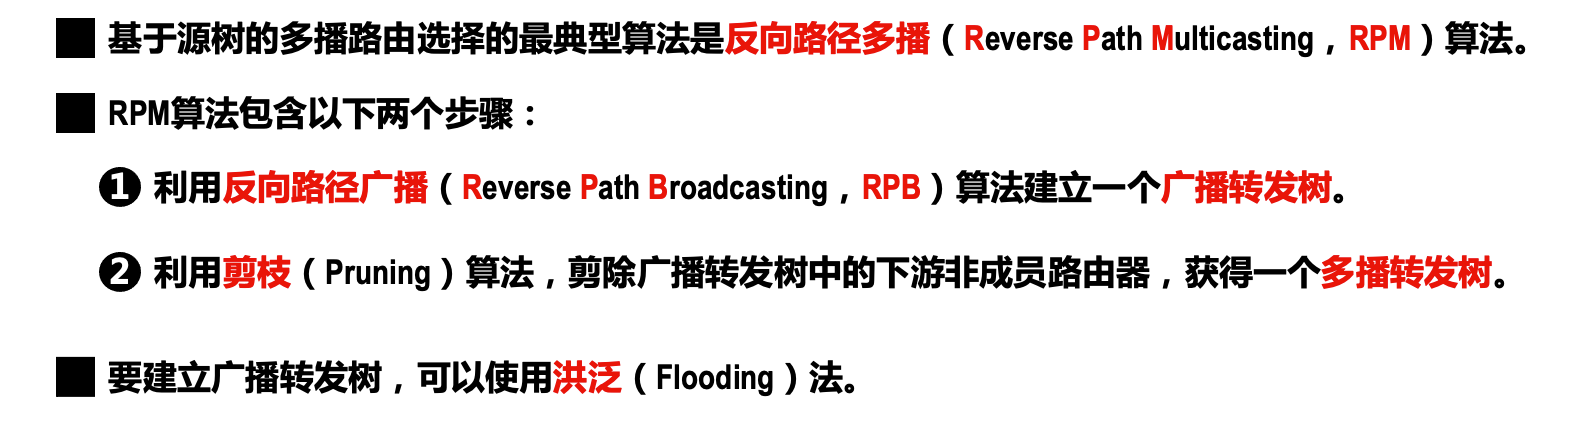 基于源树的多播路由选择的最典型算法是反向路径多播（Reverse Path Multicasting，RPM）算法。
RPM算法包含以下两个步骤：
❶ 利用反向路径广播（Reverse Path Broadcasting，RPB）算法建立一个广播转发树。
❷ 利用剪枝（Pruning）算法，剪除广播转发树中的下游非成员路由器，获得一个多播转发树。
要建立广播转发树，可以使用洪泛（Flooding）法。